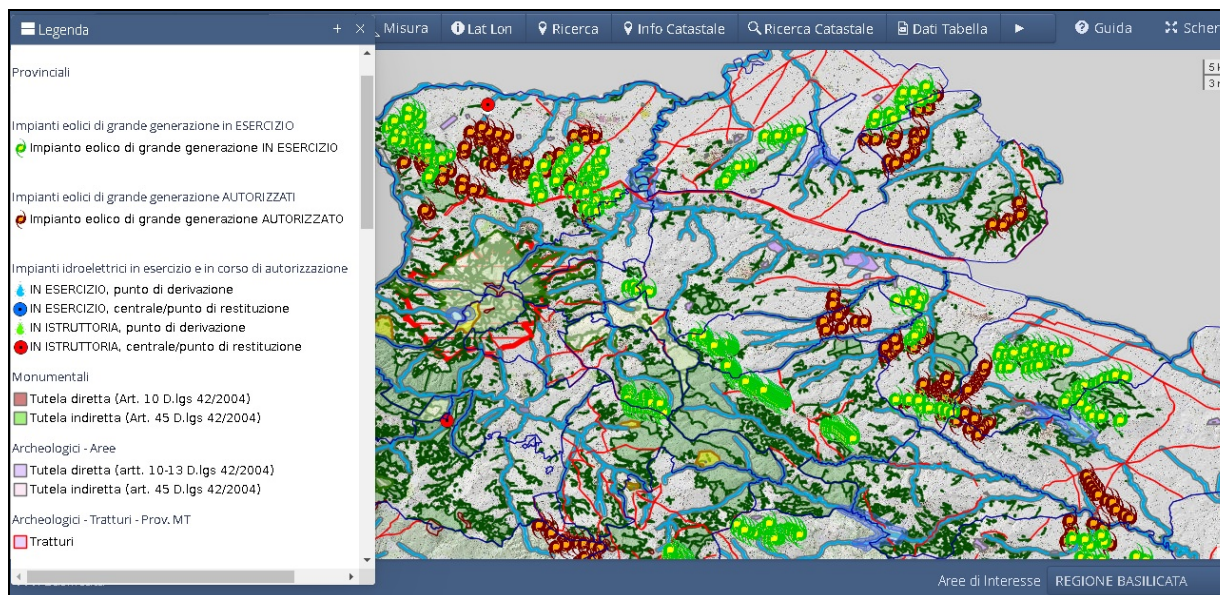 Legenda
+ ×
Misura
Lat Lon
Ricerca
Info Catastale
Ricerca Catastale
Dati Tabella
Guida
Scher
5
3
Provinciali
Impianti eolici di grande generazione in ESERCIZIO
Impianto eolico di grande generazione IN ESERCIZIO
Impianti eolici di grande generazione AUTORIZZATI
Impianto eolico di grande generazione AUTORIZZATO
Impianti idroelettrici in esercizio e in corso di autorizzazione
IN ESERCIZIO, punto di derivazione
IN ESERCIZIO, centrale/punto di restituzione
IN ISTRUTTORIA, punto di derivazione
IN ISTRUTTORIA, centrale/punto di restituzione
Monumentali
Tutela diretta (Art. 10 D.lgs 42/2004)
Tutela indiretta (Art. 45 D.lgs 42/2004)
Archeologici - Aree
Tutela diretta (artt. 10-13 D.lgs 42/2004)
Tutela indiretta (art. 45 D.lgs 42/2004)
Archeologici - Tratturi - Prov. MT
Tratturi
Aree di Interesse
REGIONE BASILICATA